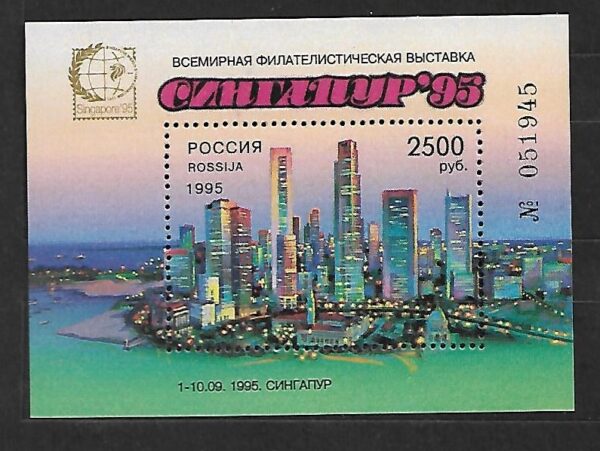 ВСЕМИРНАЯ ФИЛАТЕЛИСТИЧЕСКАЯ ВЫСТАВКА
СИНГАПУР'95
Singapore'95
№ 051945
РОССИЯ
ROSSIJA
1995
2500
руб.
1-10.09. 1995. СИНГАПУР